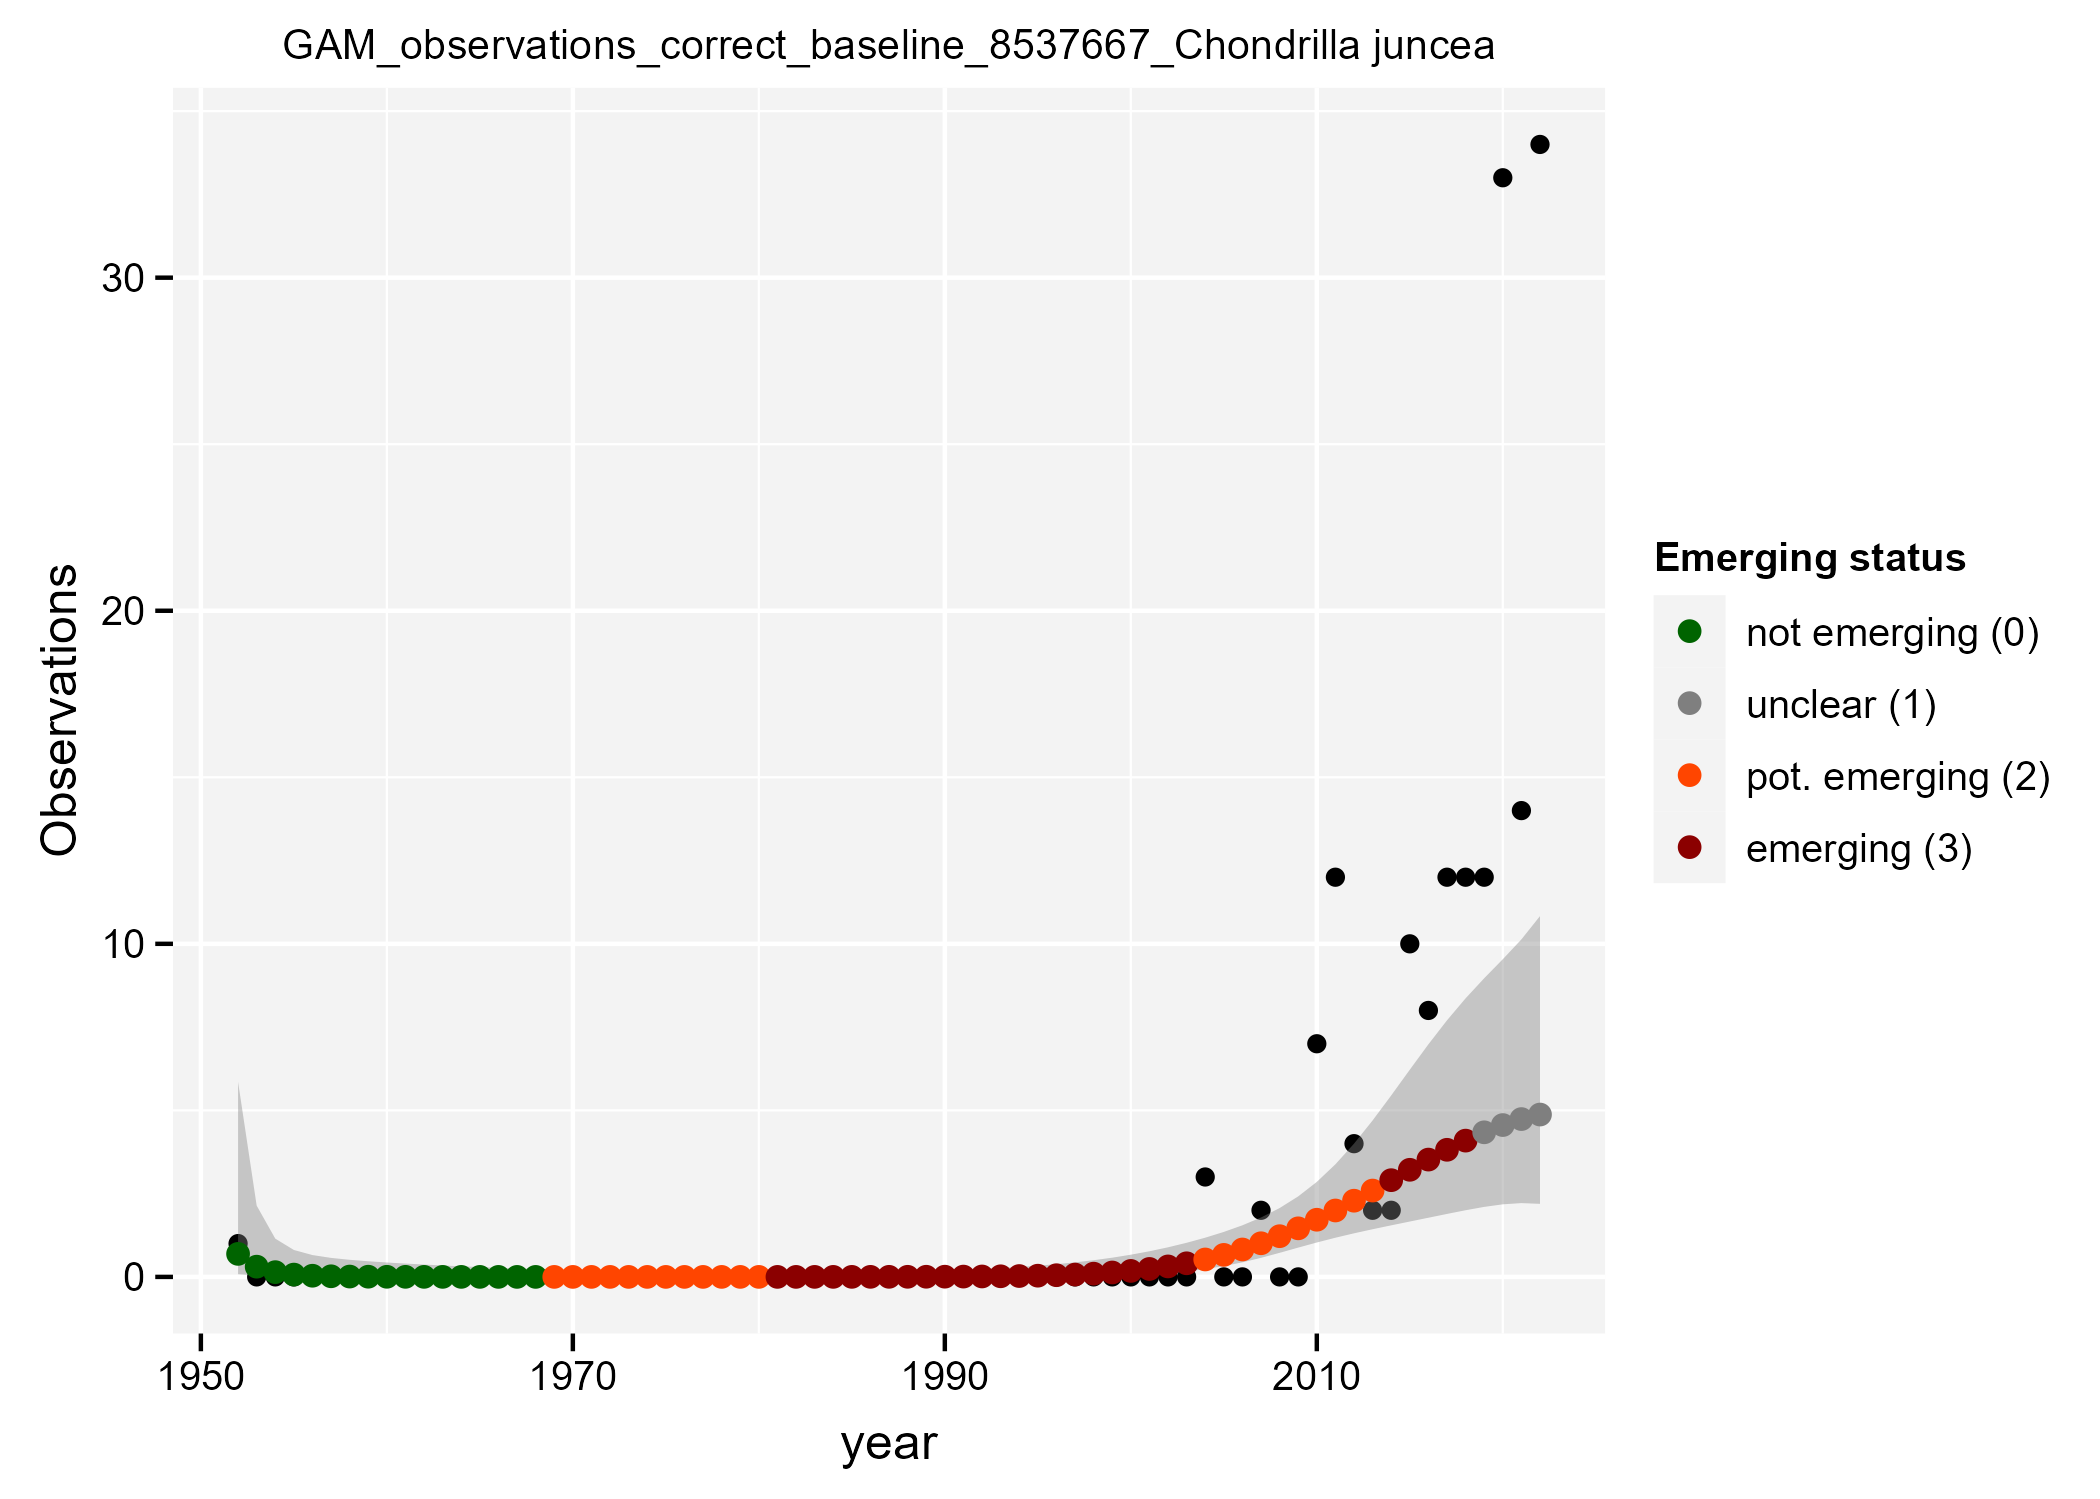 GAM_observations_correct_baseline_8537667_Chondrilla juncea
Observations
30
20
10
0
1950 1970 1990 2010
year
Emerging status
not emerging (0)
unclear (1)
pot. emerging (2)
emerging (3)